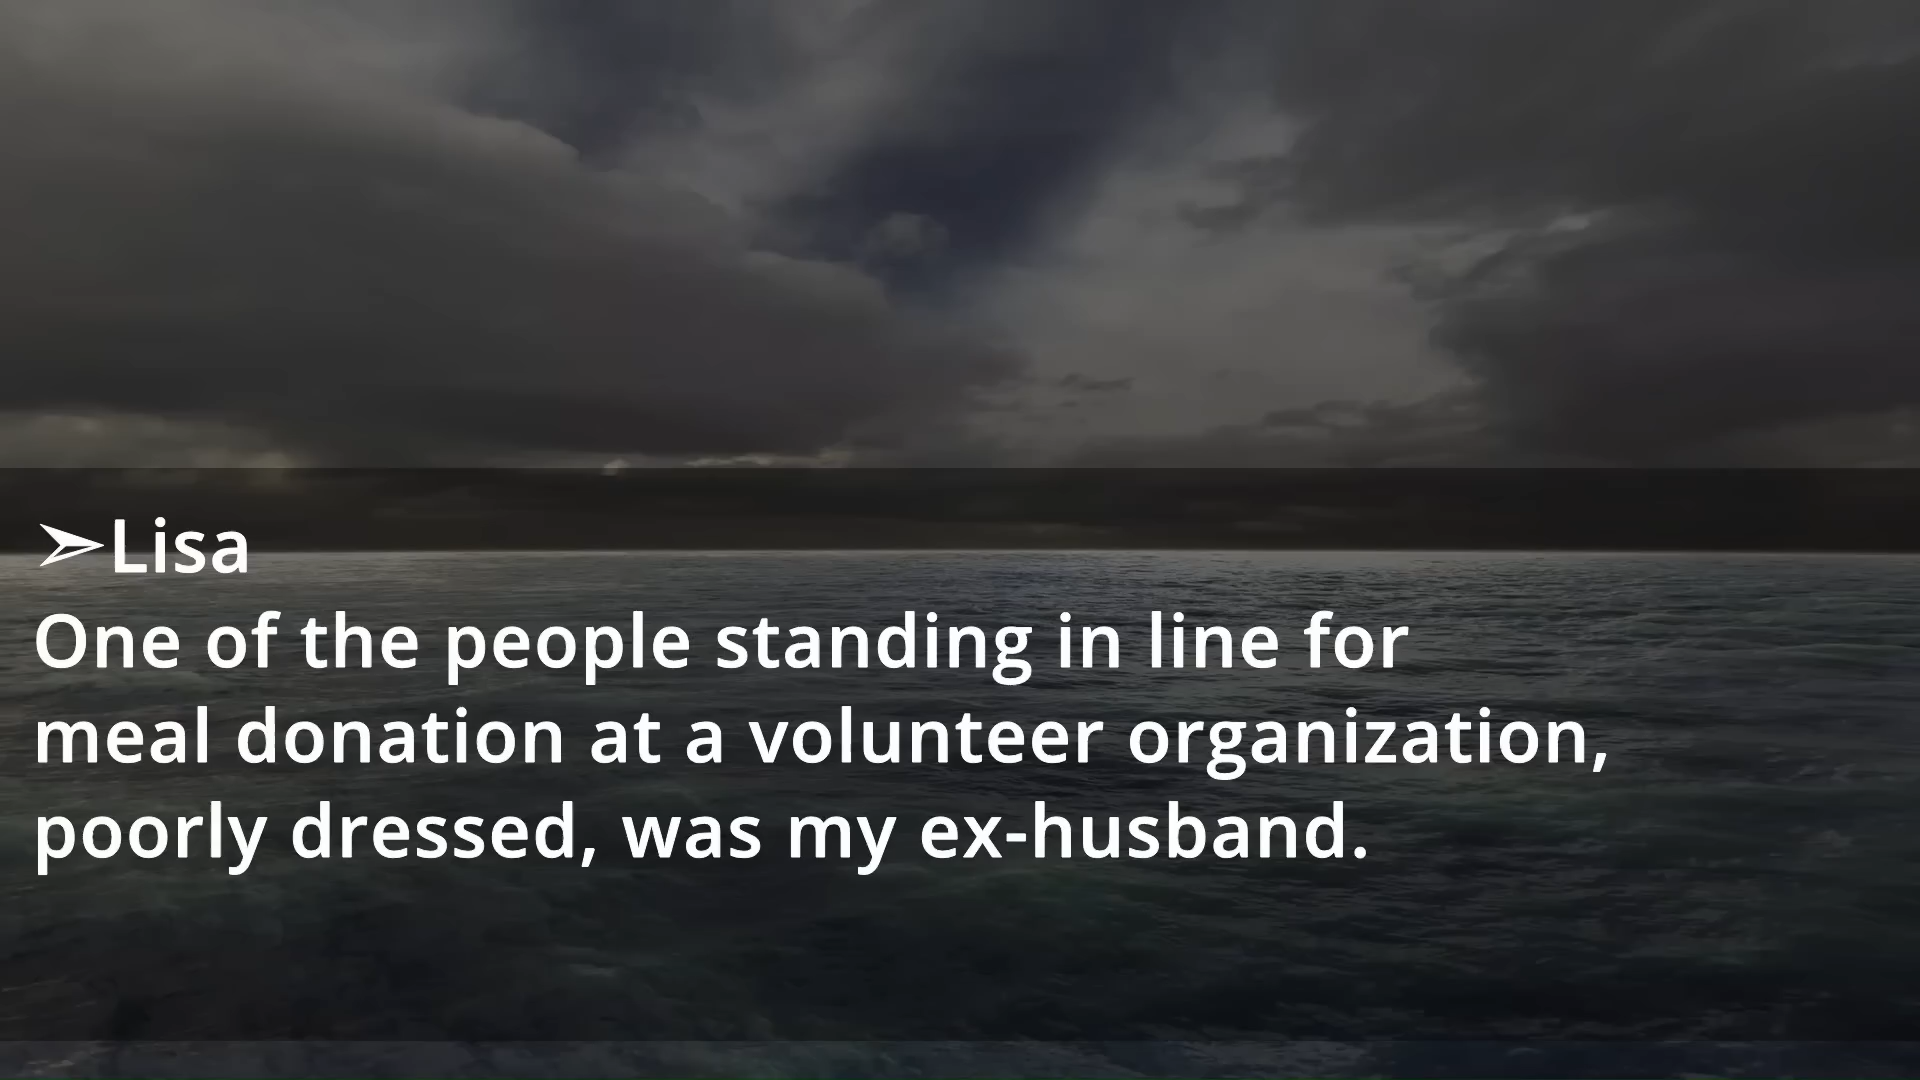 ➢Lisa
One of the people standing in line for
meal donation at a volunteer organization,
poorly dressed, was my ex-husband.